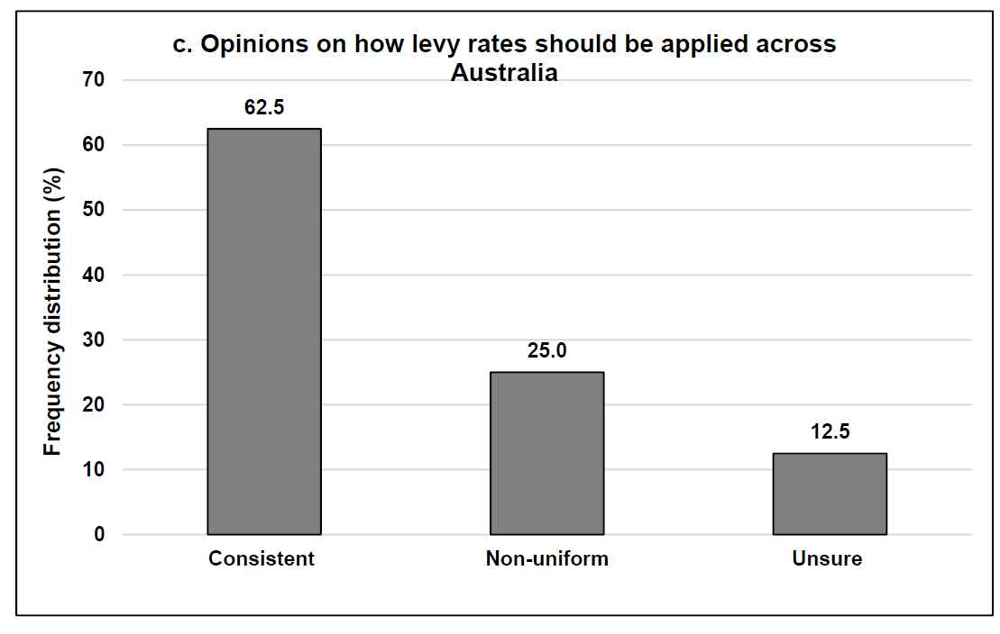 c. Opinions on how levy rates should be applied across
Australia
70
60
50
40
30
20
10
0
Frequency distribution (%)
62.5
25.0
12.5
Consistent
Non-uniform
Unsure